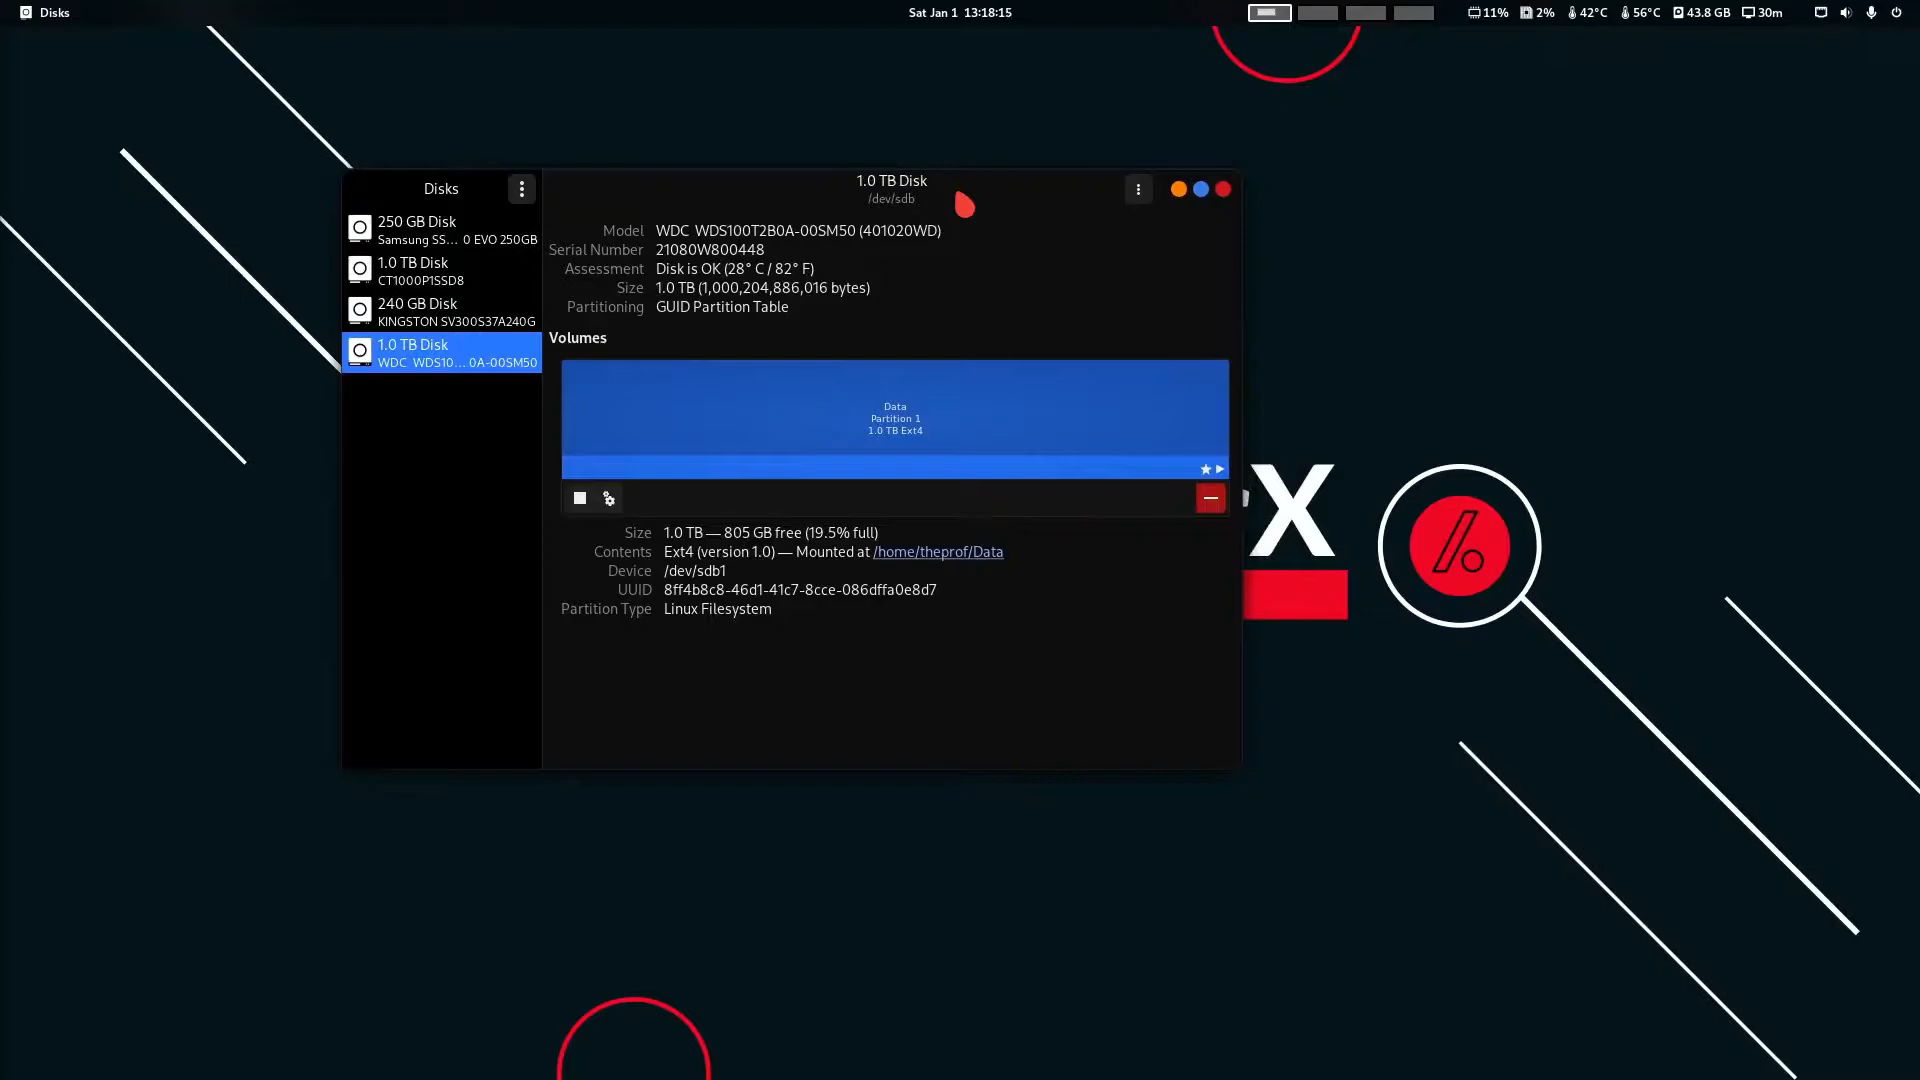 Disks
Sat Jan 1 13:18:15
11% 2% 42°C 56°C 43.8 GB 30m
Disks
1.0 TB Disk
/dev/sdb
250 GB Disk
Samsung SS... 0 EVO 250GB
1.0 TB Disk
CT1000P1SSD8
240 GB Disk
KINGSTON SV300S37A240G
1.0 TB Disk
WDC WDS10... 0A-00SM50
Model WDC WDS100T2B0A-00SM50 (401020WD)
Serial Number 21080W800448
Assessment Disk is OK (28° C / 82° F)
Size 1.0 TB (1,000,204,886,016 bytes)
Partitioning GUID Partition Table
Volumes
Data
Partition 1
1.0 TB Ext4
Size 1.0 TB — 805 GB free (19.5% full)
Contents Ext4 (version 1.0) — Mounted at /home/theprof/Data
Device /dev/sdb1
UUID 8ff4b8c8-46d1-41c7-8cce-086dffa0e8d7
Partition Type Linux Filesystem
X